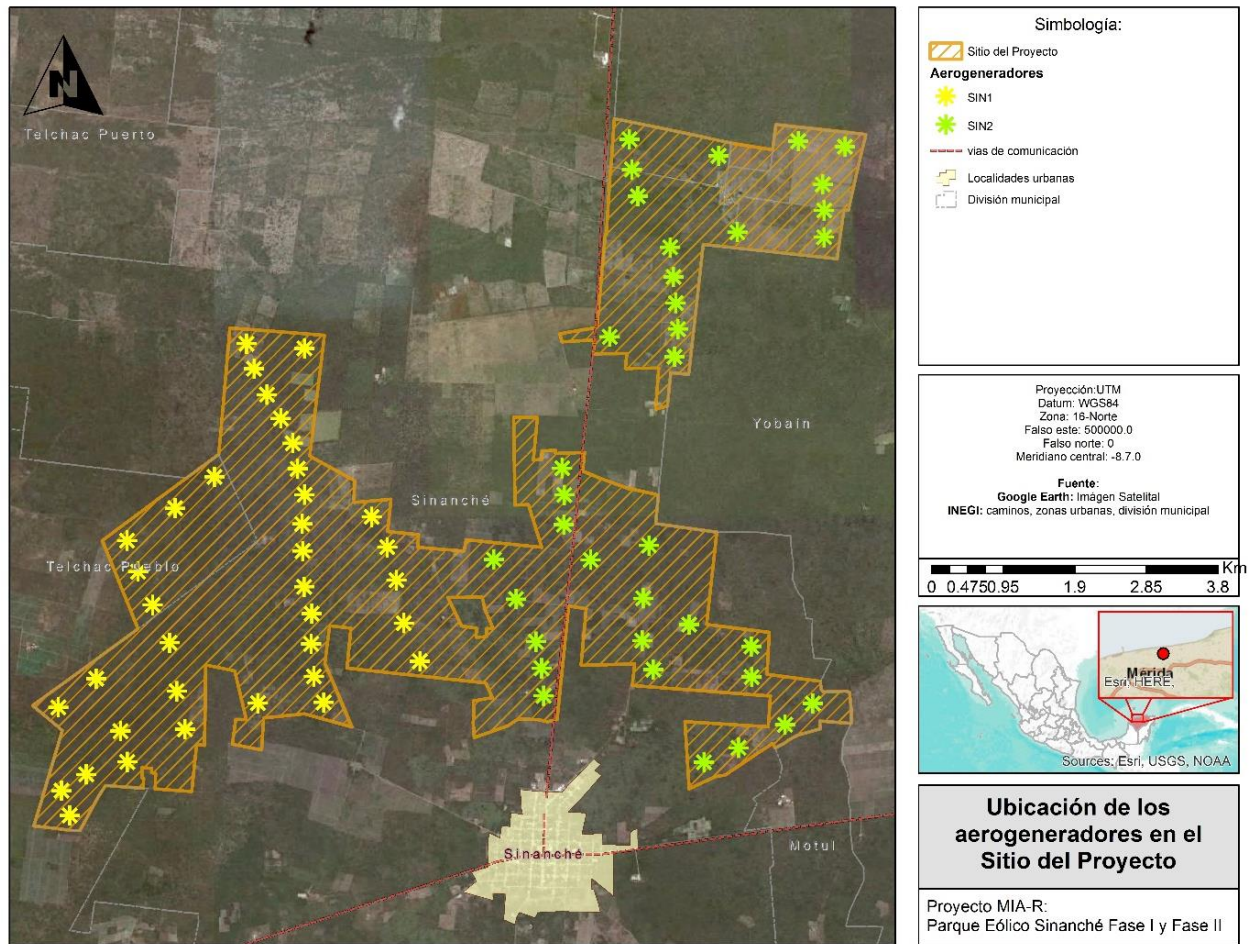 N
Telchac Puerto
Yobain
Sinanché
Telchac Pueblo
Motul
Sinanché
Simbología:
Sitio del Proyecto
Aerogeneradores
SIN1
SIN2
vias de comunicación
Localidades urbanas
División municipal
Proyección:UTM
Datum: WGS84
Zona: 16-Norte
Falso este: 500000.0
Falso norte: 0
Meridiano central: -8.7.0
Fuente:
Google Earth: Imágen Satelital
INEGI: caminos, zonas urbanas, división municipal
Km
0 0.475 0.95 1.9 2.85 3.8
Mérida
Esri, HERE,
Sources: Esri, USGS, NOAA
Ubicación de los
aerogeneradores en el
Sitio del Proyecto
Proyecto MIA-R:
Parque Eólico Sinanché Fase I y Fase II